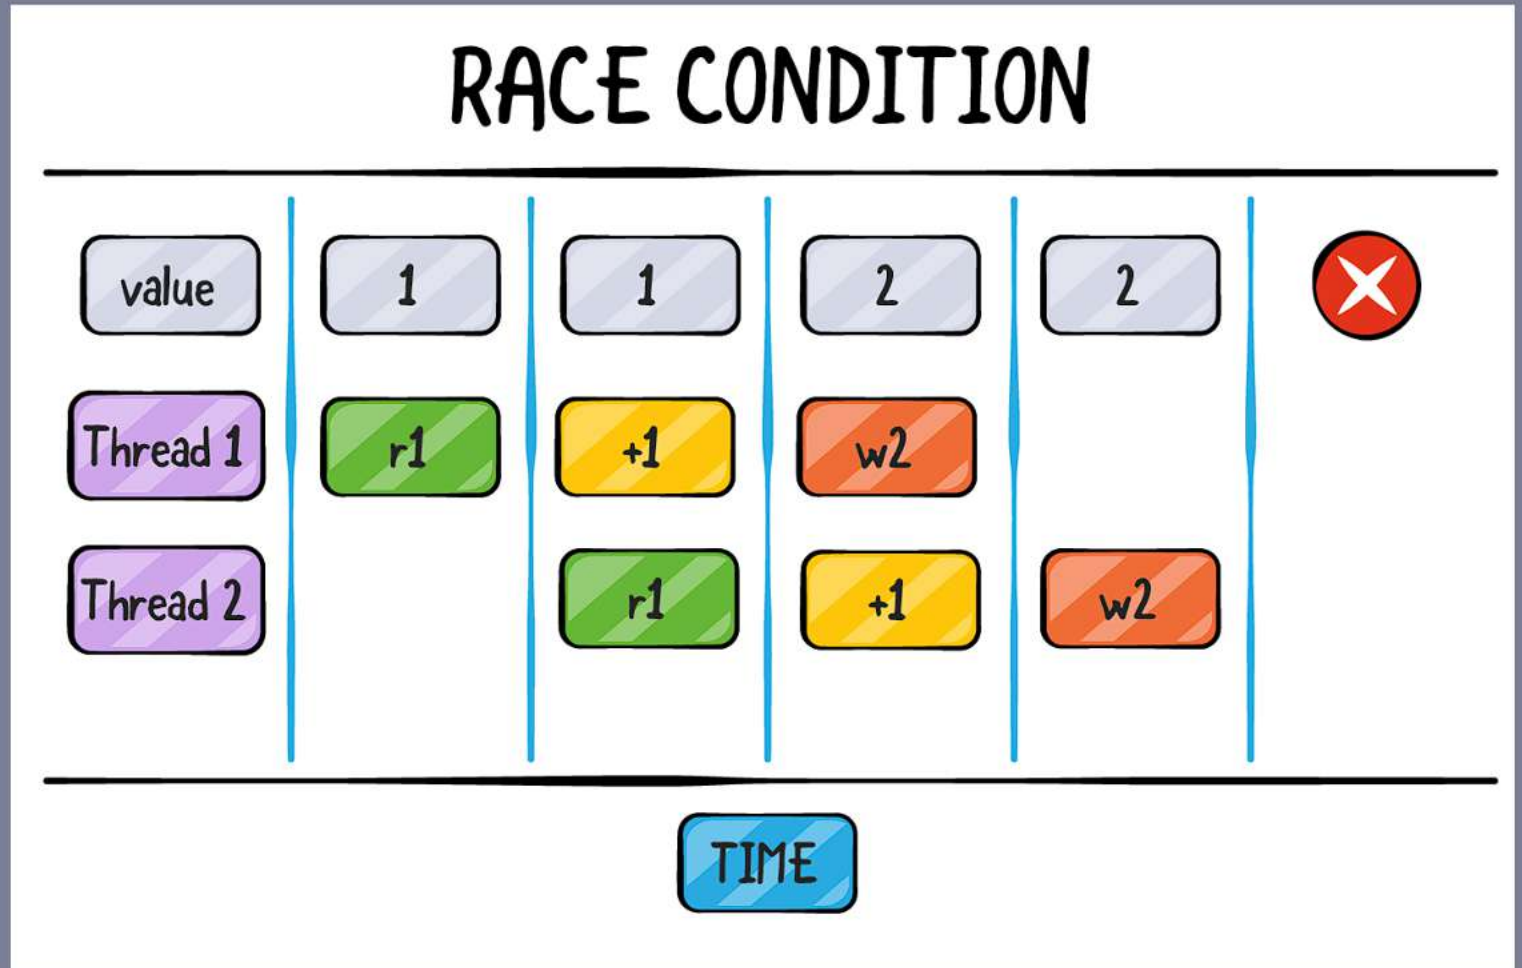 RACE CONDITION
value 1 1 2 2
Thread 1 r1 +1 w2
Thread 2 r1 +1 w2
TIME